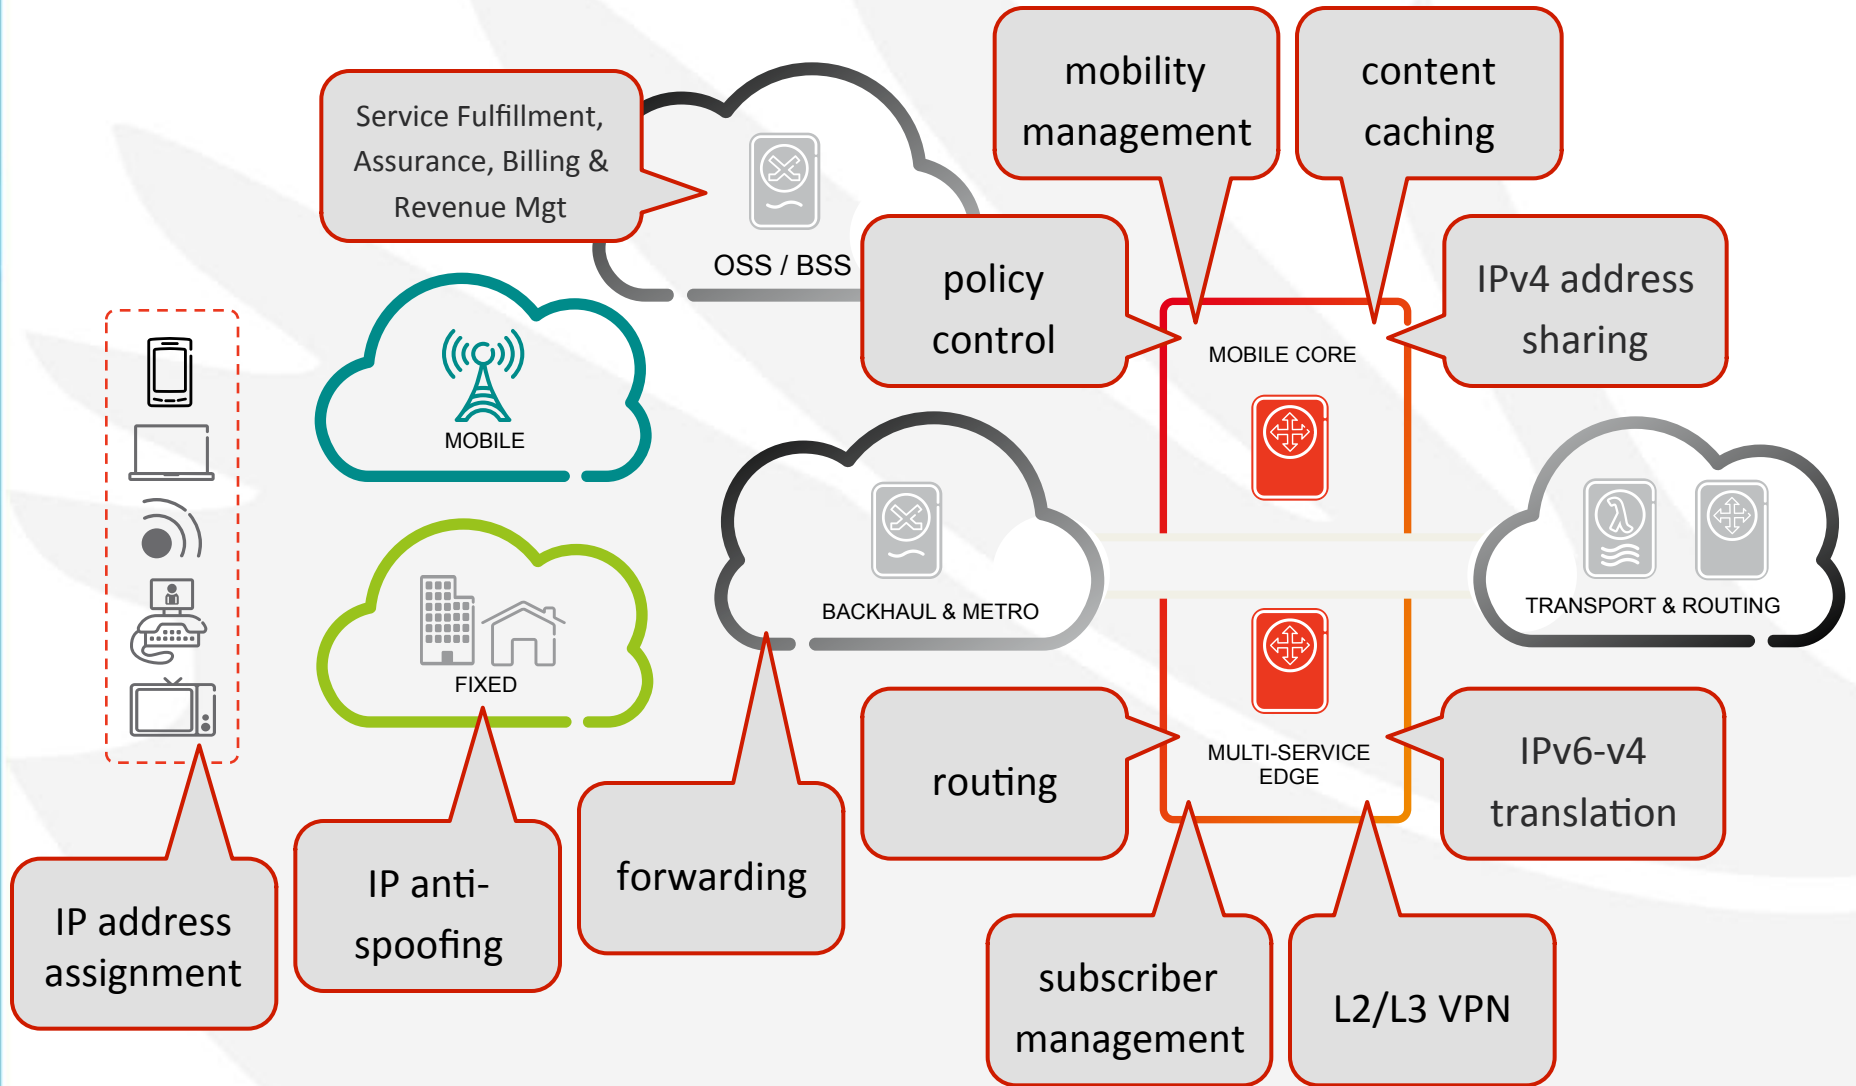 mobility
management
content
caching
Service Fulfillment,
Assurance, Billing &
Revenue Mgt
OSS / BSS
policy
control
IPv4 address
sharing
MOBILE CORE
MOBILE
BACKHAUL & METRO
TRANSPORT & ROUTING
FIXED
routing
MULTI-SERVICE
EDGE
IPv6-v4
translation
IP address
assignment
IP anti-
spoofing
forwarding
subscriber
management
L2/L3 VPN